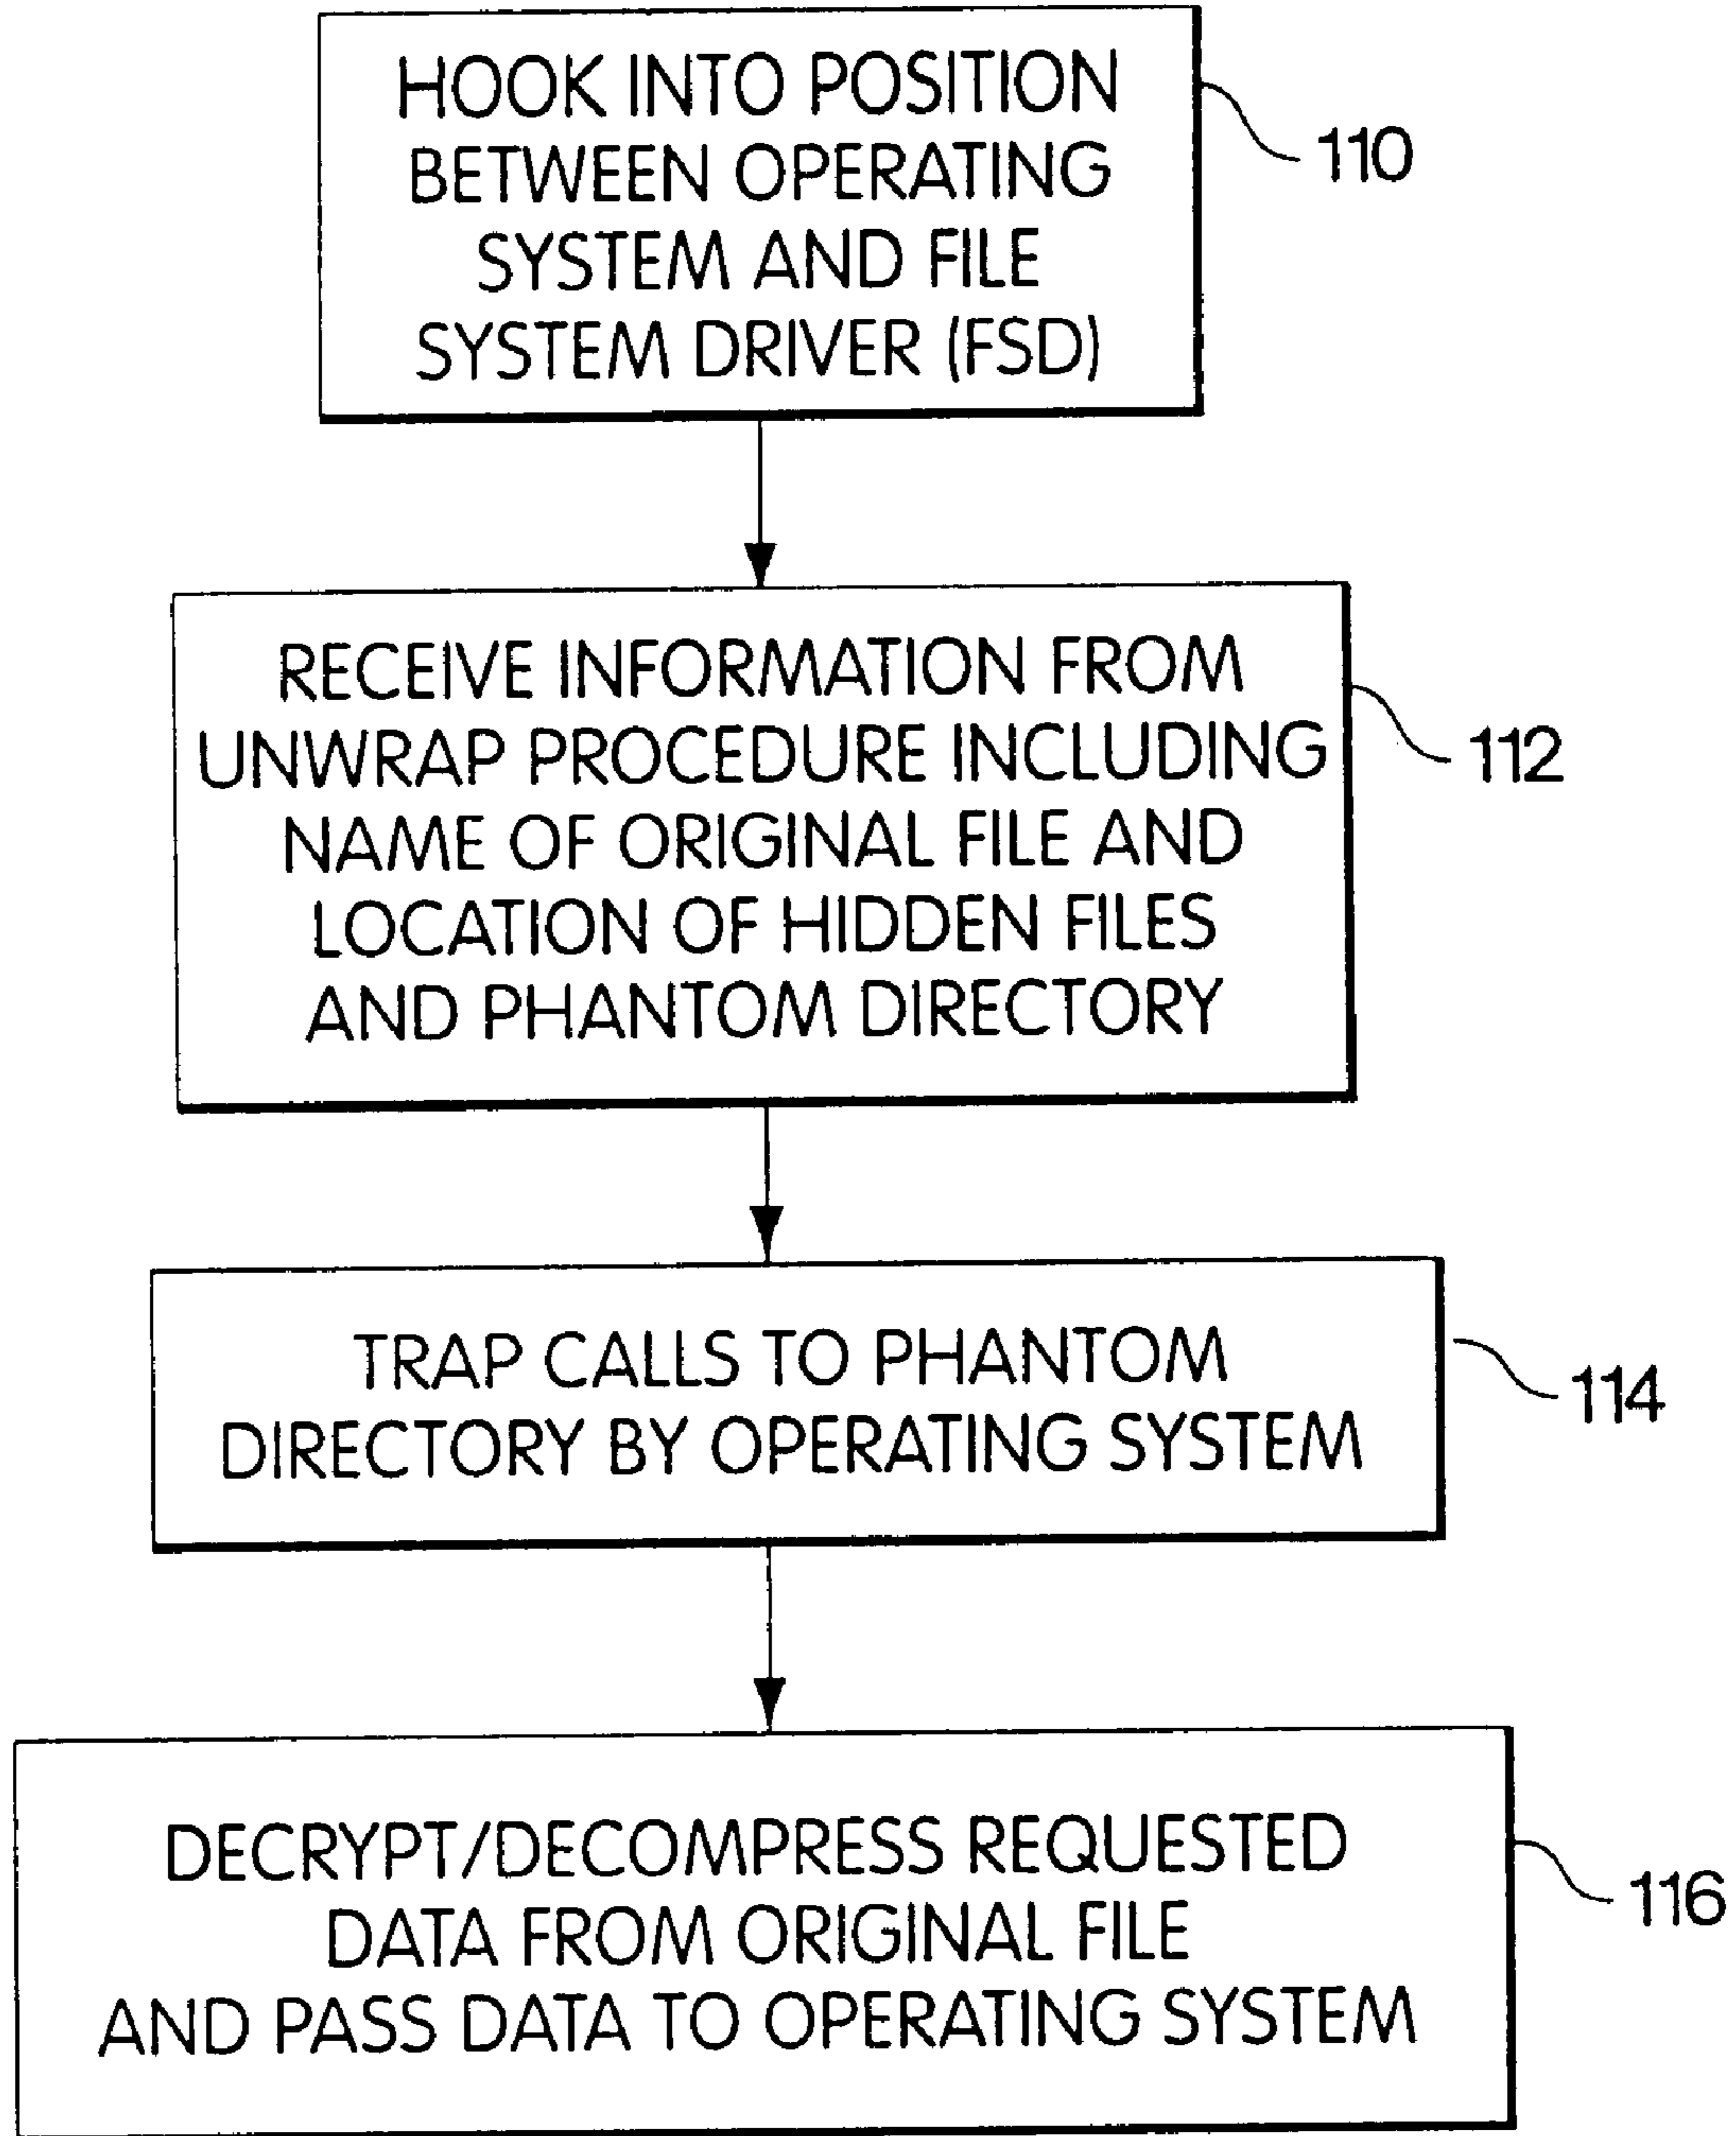 HOOK INTO POSITION
BETWEEN OPERATING
SYSTEM AND FILE
SYSTEM DRIVER (FSD)
110
RECEIVE INFORMATION FROM
UNWRAP PROCEDURE INCLUDING
NAME OF ORIGINAL FILE AND
LOCATION OF HIDDEN FILES
AND PHANTOM DIRECTORY
112
TRAP CALLS TO PHANTOM
DIRECTORY BY OPERATING SYSTEM
114
DECRYPT/DECOMPRESS REQUESTED
DATA FROM ORIGINAL FILE
AND PASS DATA TO OPERATING SYSTEM
116